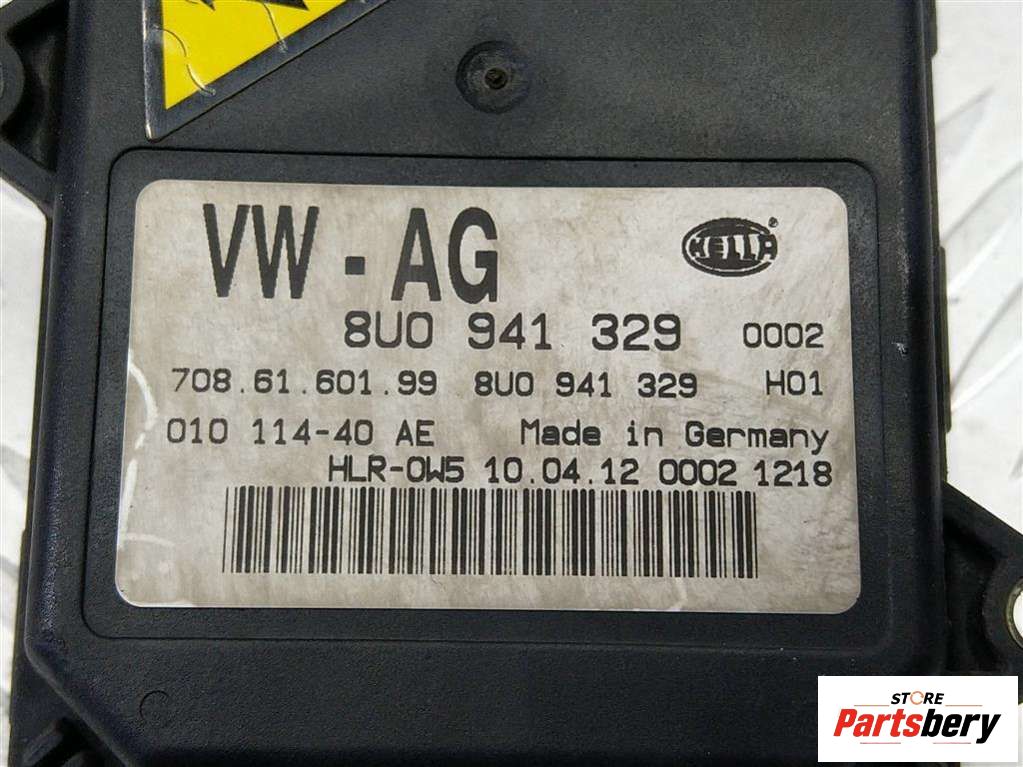 VW - AG HELLA ®
8U0 941 329 0002
708.61.601.99 8U0 941 329 H01
010 114-40 AE Made in Germany
HLR-0W5 10.04.12 0002 1218
STORE
Partsbery